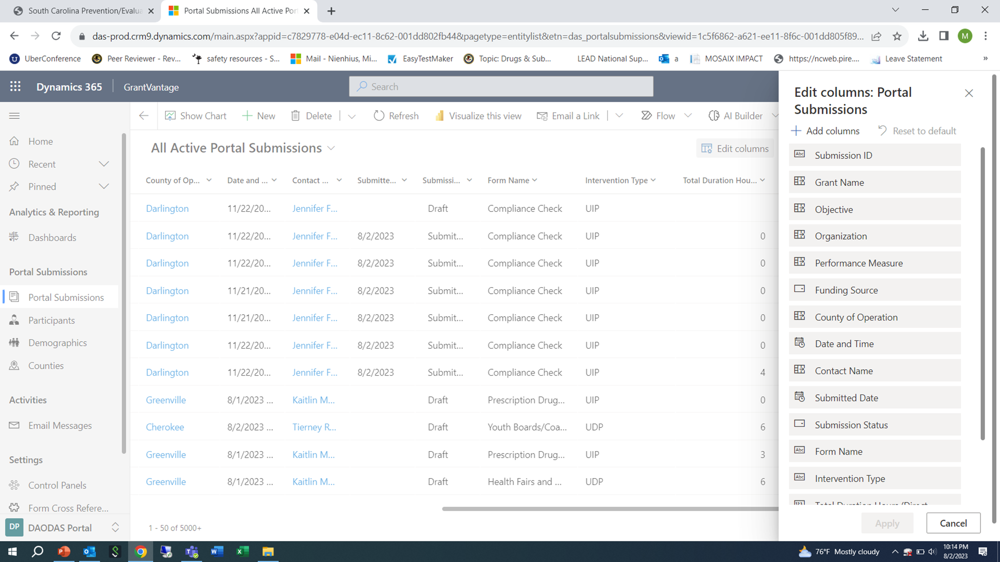 South Carolina Prevention/Evalua
Portal Submissions All Active Por
das-prod.crm9.dynamics.com/main.aspx?appid=c7829778-e04d-ec11-8c62-001dd802fb44&pagetype=entitylist&etn=das_portalsubmissions&viewid=1c5f6862-a621-ee11-8f6c-001dd805f89...
M
UberConference Peer Reviewer - Rev... safety resources - S... Mail - Nienhius, Mi... EasyTestMaker Topic: Drugs & Sub... LEAD National Sup... a MOSAIX IMPACT https://ncweb.pire.... Leave Statement »
Dynamics 365 GrantVantage Search
Show Chart New Delete Refresh Visualize this view Email a Link Flow AI Builder
Home
Recent
Pinned
Analytics & Reporting
Dashboards
Portal Submissions
Portal Submissions
Participants
Demographics
Counties
Activities
Email Messages
Settings
Control Panels
Form Cross Refere...
DP DAODAS Portal
All Active Portal Submissions Edit columns
County of Op... Date and ... Contact ... Submitte... Submissi... Form Name Intervention Type Total Duration Hou...
Darlington 11/22/20... Jennifer F... Draft Compliance Check UIP
Darlington 11/22/20... Jennifer F... 8/2/2023 Submit... Compliance Check UIP 0
Darlington 11/22/20... Jennifer F... 8/2/2023 Submit... Compliance Check UIP 0
Darlington 11/21/20... Jennifer F... 8/2/2023 Submit... Compliance Check UIP 0
Darlington 11/21/20... Jennifer F... 8/2/2023 Submit... Compliance Check UIP 0
Darlington 11/22/20... Jennifer F... 8/2/2023 Submit... Compliance Check UIP 0
Darlington 11/22/20... Jennifer F... 8/2/2023 Submit... Compliance Check UIP 4
Greenville 8/1/2023 ... Kaitlin M... Draft Prescription Drug... UIP 0
Cherokee 8/2/2023 ... Tierney R... Draft Youth Boards/Coa... UDP 6
Greenville 8/1/2023 ... Kaitlin M... Draft Prescription Drug... UIP 3
Greenville 8/1/2023 ... Kaitlin M... Draft Health Fairs and ... UDP 6
1 - 50 of 5000+
Edit columns: Portal
Submissions
Add columns Reset to default
Abc Submission ID
Grant Name
Objective
Organization
Performance Measure
Funding Source
County of Operation
Date and Time
Contact Name
Submitted Date
Submission Status
Abc Form Name
Abc Intervention Type
123 Total Duration Hours (Direct
Apply Cancel
76°F Mostly cloudy
10:14 PM
8/2/2023